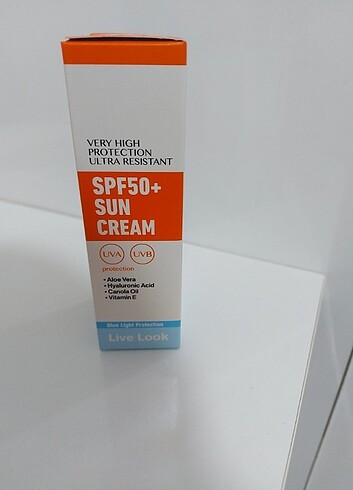 VERY HIGH
PROTECTION
ULTRA RESISTANT
SPF50+
SUN
CREAM
UVA UVB
protection
• Aloe Vera
• Hyaluronic Acid
• Canola Oil
• Vitamin E
Blue Light Protection
Live Look